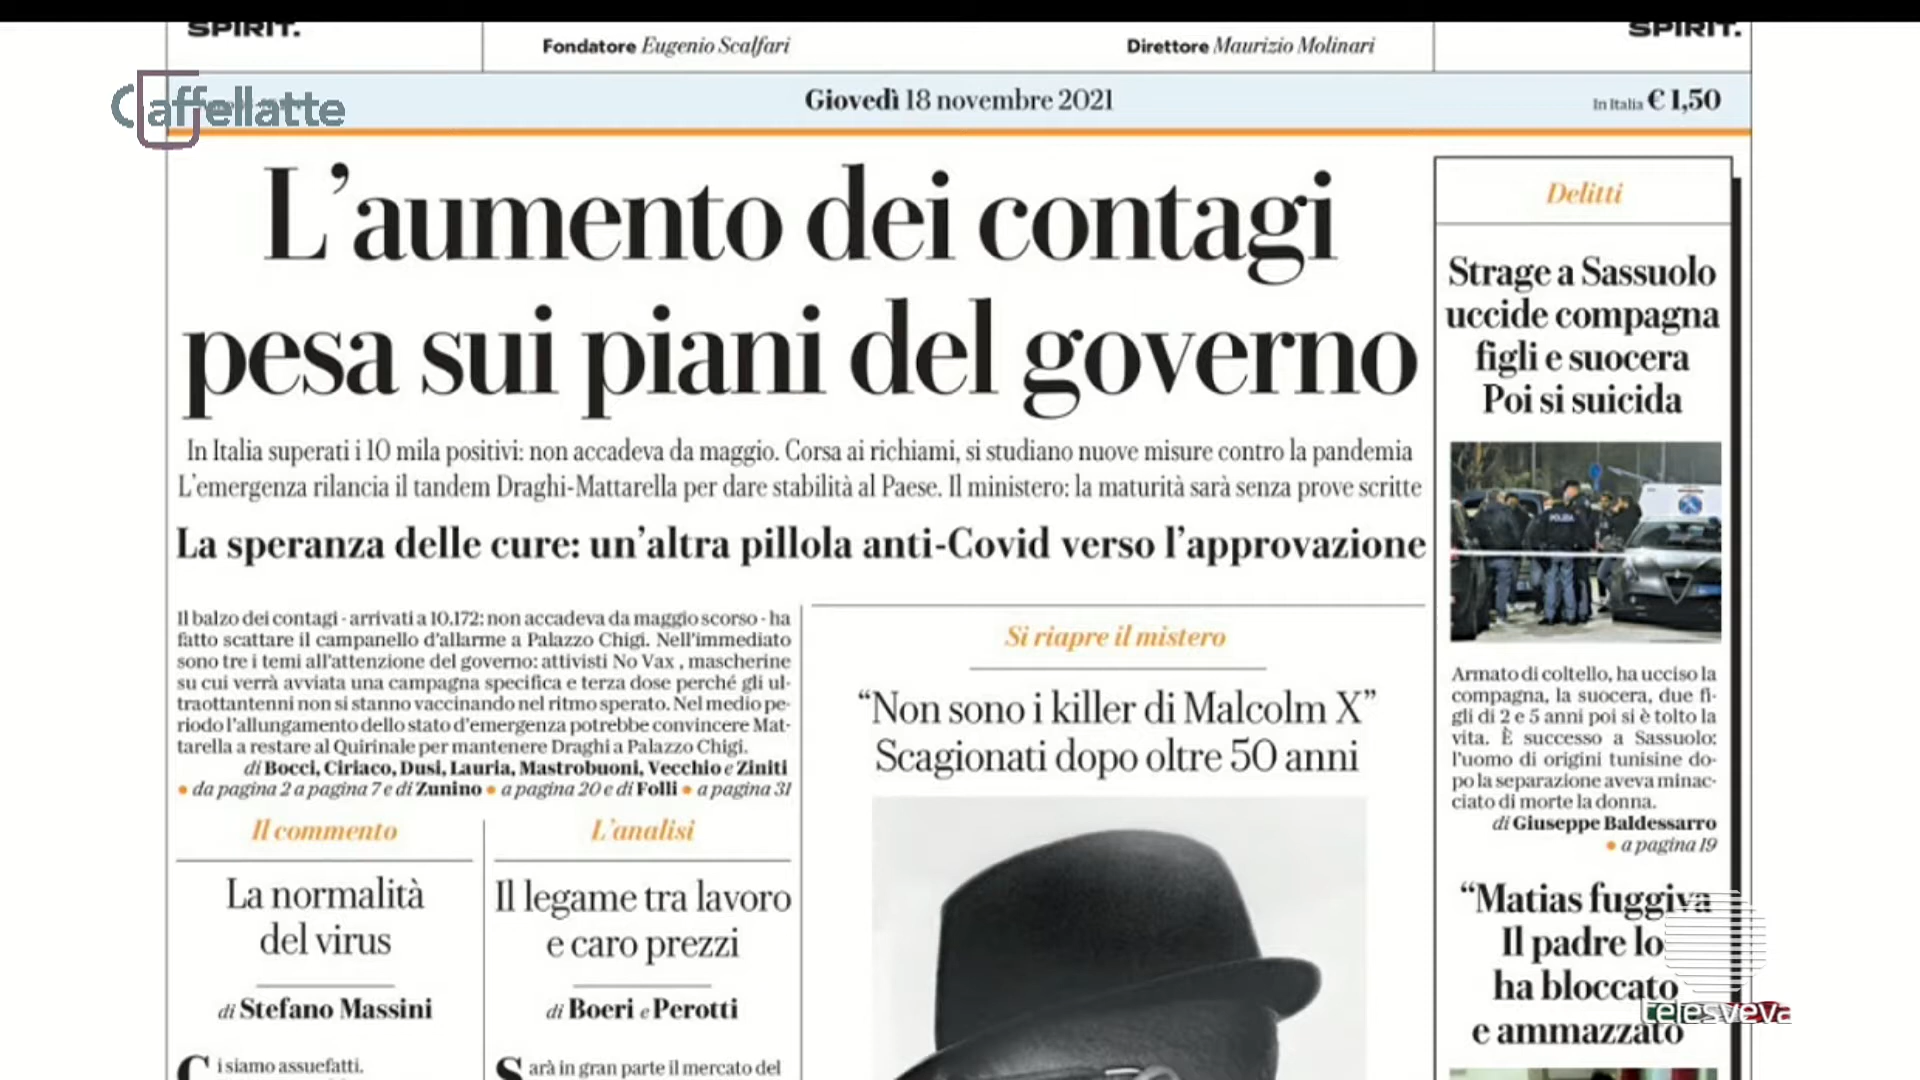 SPIRIT.
Fondatore Eugenio Scalfari
Direttore Maurizio Molinari
SPIRIT.
Caffellatte
Giovedì 18 novembre 2021
In Italia € 1,50
L'aumento dei contagi
pesa sui piani del governo
In Italia superati i 10 mila positivi: non accadeva da maggio. Corsa ai richiami, si studiano nuove misure contro la pandemia
L'emergenza rilancia il tandem Draghi-Mattarella per dare stabilità al Paese. Il ministero: la maturità sarà senza prove scritte
La speranza delle cure: un'altra pillola anti-Covid verso l'approvazione
Il balzo dei contagi - arrivati a 10.172: non accadeva da maggio scorso - ha
fatto scattare il campanello d'allarme a Palazzo Chigi. Nell'immediato
sono tre i temi all'attenzione del governo: attivisti No Vax , mascherine
su cui verrà avviata una campagna specifica e terza dose perché gli ul-
traottantenni non si stanno vaccinando nel ritmo sperato. Nel medio pe-
riodo l'allungamento dello stato d'emergenza potrebbe convincere Mat-
tarella a restare al Quirinale per mantenere Draghi a Palazzo Chigi.
di Bocci, Ciriaco, Dusi, Lauria, Mastrobuoni, Vecchio e Ziniti
• da pagina 2 a pagina 7 e di Zunino • a pagina 20 e di Folli • a pagina 31
Il commento
La normalità
del virus
di Stefano Massini
Ci siamo assuefatti.
L'analisi
Il legame tra lavoro
e caro prezzi
di Boeri e Perotti
Sarà in gran parte il mercato del
Si riapre il mistero
“Non sono i killer di Malcolm X”
Scagionati dopo oltre 50 anni
Delitti
Strage a Sassuolo
uccide compagna
figli e suocera
Poi si suicida
POLIZIA
Armato di coltello, ha ucciso la
compagna, la suocera, due fi-
gli di 2 e 5 anni poi si è tolto la
vita. È successo a Sassuolo:
l'uomo di origini tunisine do-
po la separazione aveva minac-
ciato di morte la donna.
di Giuseppe Baldessarro
• a pagina 19
“Matias fuggiva
Il padre lo
ha bloccato
e ammazzato
telesveva